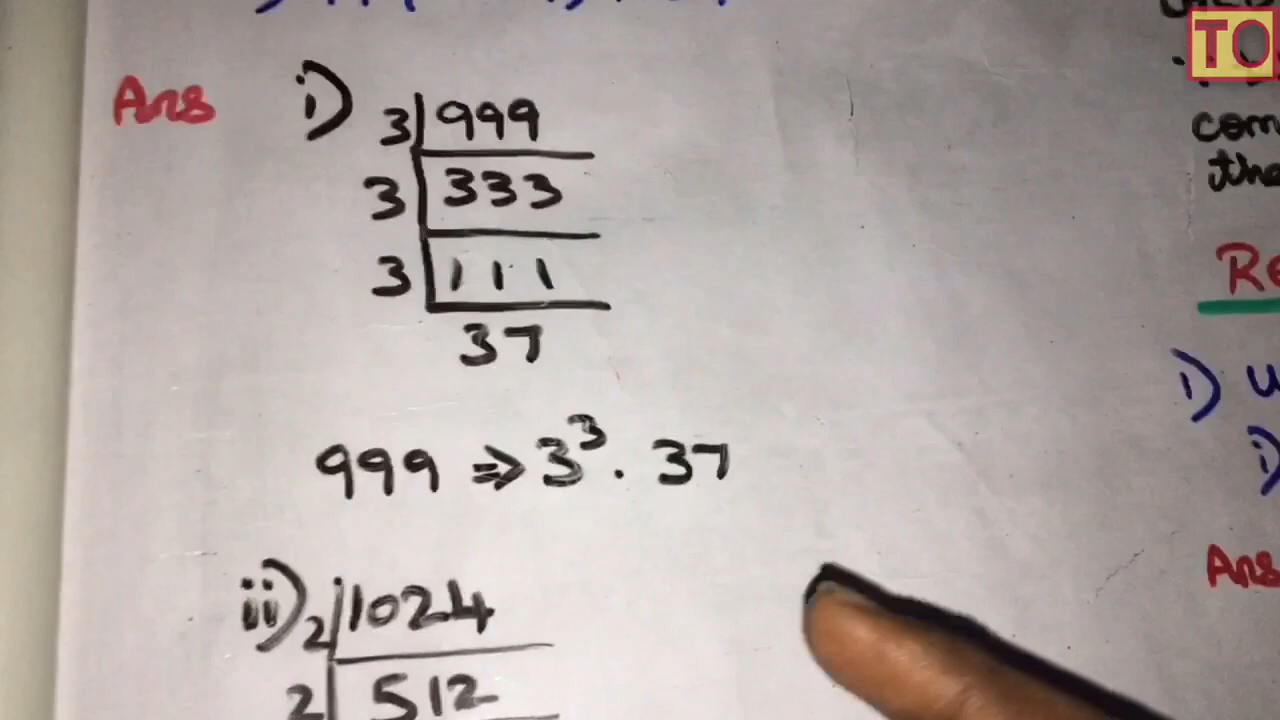 TO
com
the
Ans i) 3 999
3 333
3 111
37
Re
1)
999 => 3³ . 37
Ans
ii) 2 1024
2 512